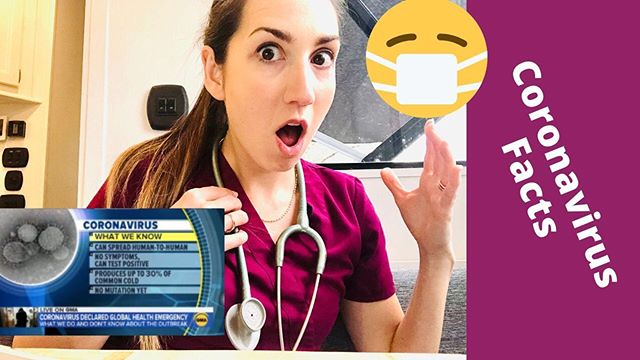 Coronavirus
Facts
CORONAVIRUS
WHAT WE KNOW
CAN SPREAD HUMAN-TO-HUMAN
NO SYMPTOMS,
CAN TEST POSITIVE
PRODUCES UP TO 30% OF
COMMON COLD
NO MUTATION YET
LIVE ON GMA
CORONAVIRUS DECLARED GLOBAL HEALTH EMERGENCY
WHAT WE DO AND DON'T KNOW ABOUT THE OUTBREAK
GMA